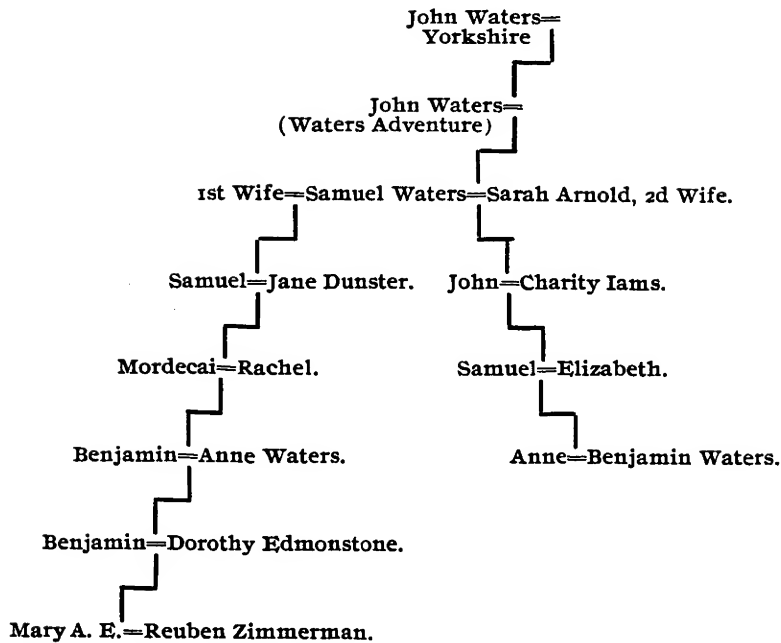 John Waters=
Yorkshire
John Waters=
(Waters Adventure)
1st Wife=Samuel Waters=Sarah Arnold, 2d Wife.
Samuel=Jane Dunster. John=Charity Iams.
Mordecai=Rachel. Samuel=Elizabeth.
Benjamin=Anne Waters. Anne=Benjamin Waters.
Benjamin=Dorothy Edmonstone.
Mary A. E.=Reuben Zimmerman.